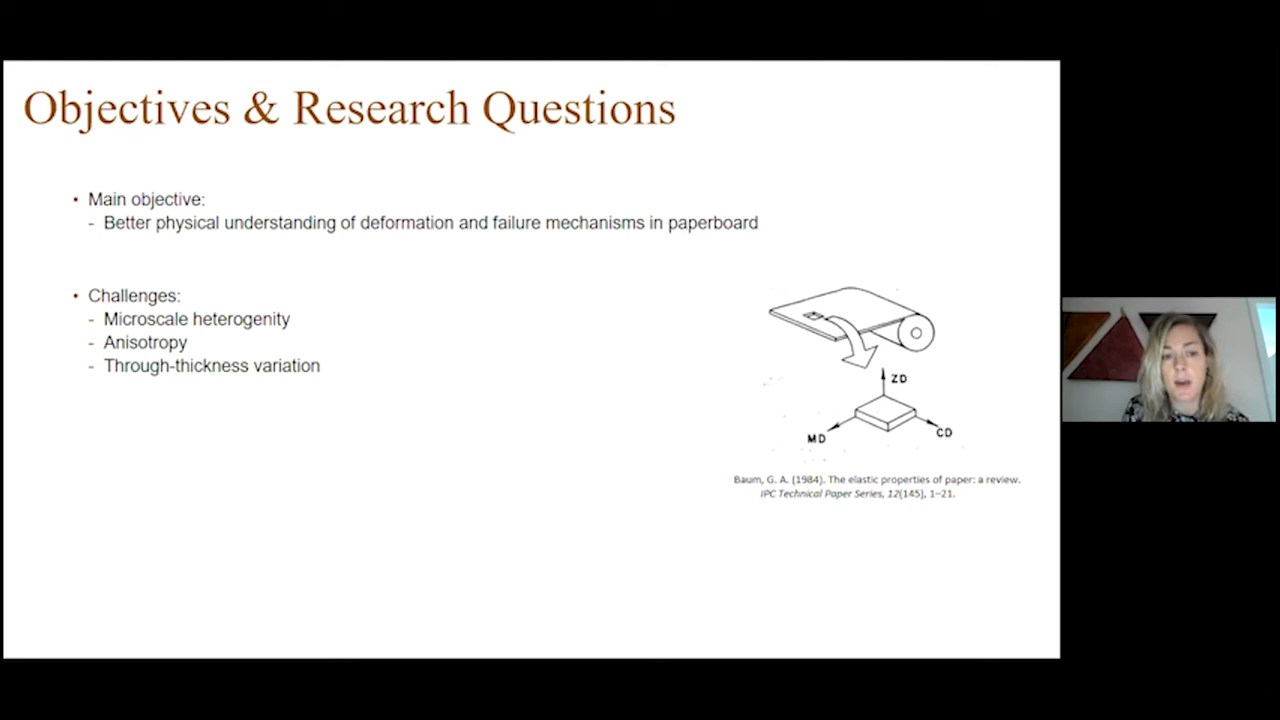 Objectives & Research Questions
• Main objective:
- Better physical understanding of deformation and failure mechanisms in paperboard
• Challenges:
- Microscale heterogenity
- Anisotropy
- Through-thickness variation
ZD
MD
CD
Baum, G. A. (1984). The elastic properties of paper: a review.
IPC Technical Paper Series, 12(145), 1–21.